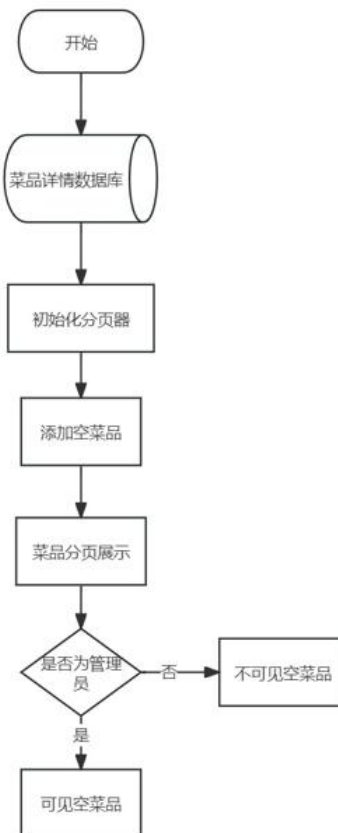 开始
菜品详情数据库
初始化分页器
添加空菜品
菜品分页展示
是否为管理
员
否
不可见空菜品
是
可见空菜品